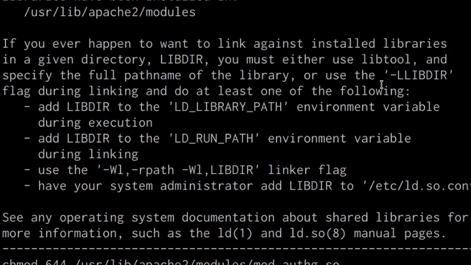 /usr/lib/apache2/modules
If you ever happen to want to link against installed libraries
in a given directory, LIBDIR, you must either use libtool, and
specify the full pathname of the library, or use the '-LLIBDIR'
flag during linking and do at least one of the following:
- add LIBDIR to the 'LD_LIBRARY_PATH' environment variable
during execution
- add LIBDIR to the 'LD_RUN_PATH' environment variable
during linking
- use the '-Wl,-rpath -Wl,LIBDIR' linker flag
- have your system administrator add LIBDIR to '/etc/ld.so.con
See any operating system documentation about shared libraries for
more information, such as the ld(1) and ld.so(8) manual pages.
----------------------------------------------------------------------
chmod 644 /usr/lib/apache2/modules/mod_authg.so